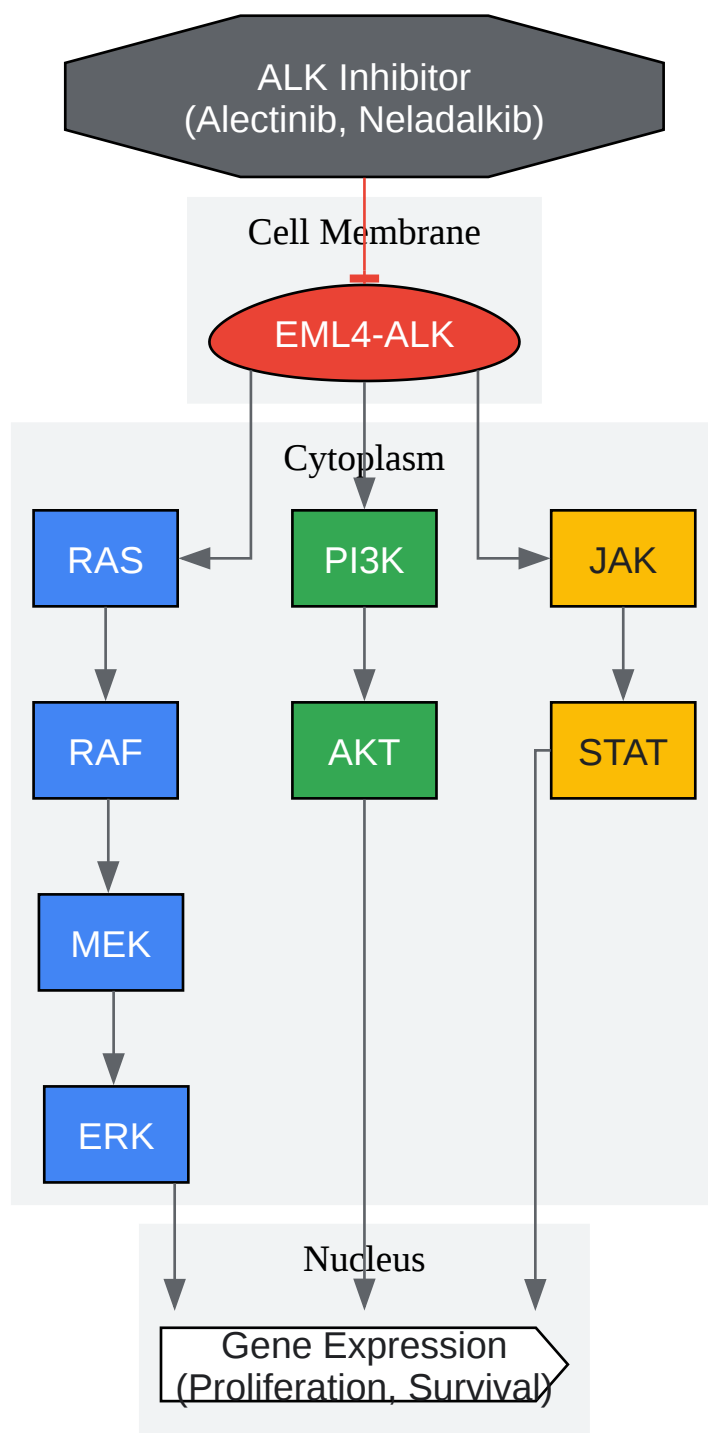 ALK Inhibitor
(Alectinib, Neladalkib)
Cell Membrane
EML4-ALK
Cytoplasm
RAS
PI3K
JAK
RAF
AKT
STAT
MEK
ERK
Nucleus
Gene Expression
(Proliferation, Survival)